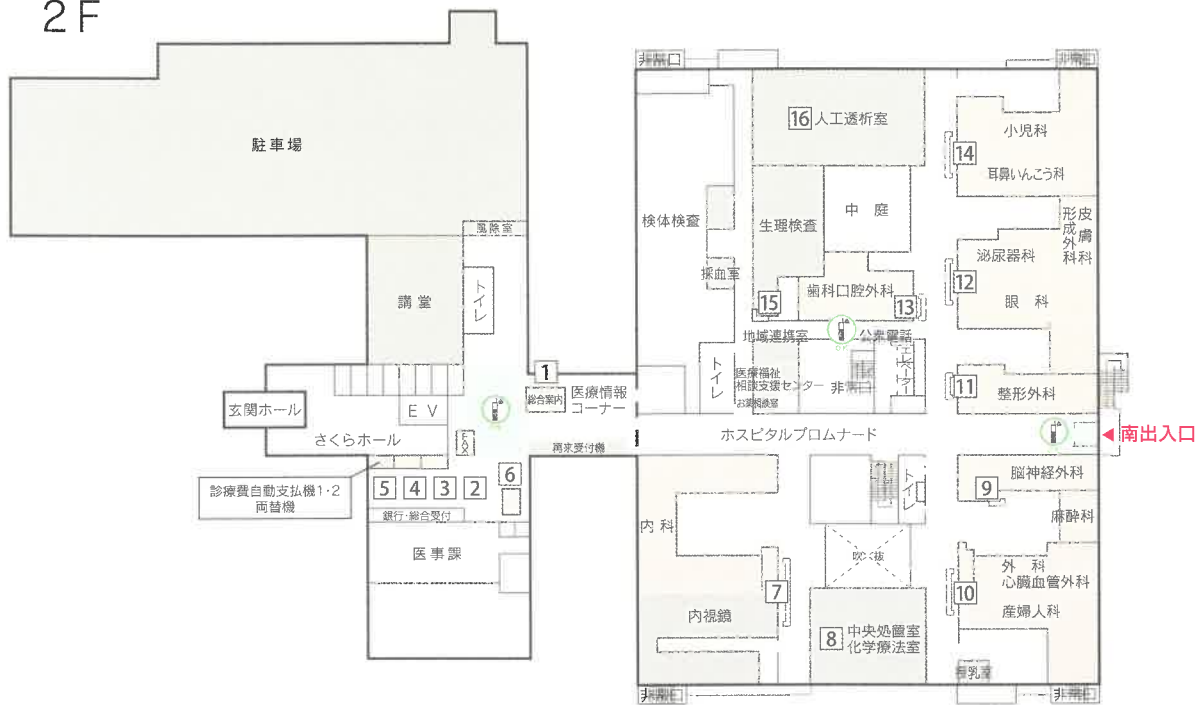 2F
非常口
非常口
駐車場
風除室
講堂
トイレ
1
総合案内
医療情報
コーナー
玄関ホール
EV
さくらホール
FAX
再来受付機
診療費自動支払機1・2
両替機
5
4
3
2
6
銀行・総合受付
医事課
16 人工透析室
小児科
14
耳鼻いんこう科
検体検査
生理検査
中庭
皮膚科
形成外科
泌尿器科
採血室
12
眼科
15
歯科口腔外科
13
地域連携室
公衆電話
トイレ
医療福祉
相談支援センター
お薬相談室
非常口
エレベーター
11
整形外科
ホスピタルプロムナード
南出入口
脳神経外科
9
トイレ
内科
麻酔科
吹き抜
外科
心臓血管外科
7
10
内視鏡
産婦人科
8
中央処置室
化学療法室
授乳室
非常口
非常口